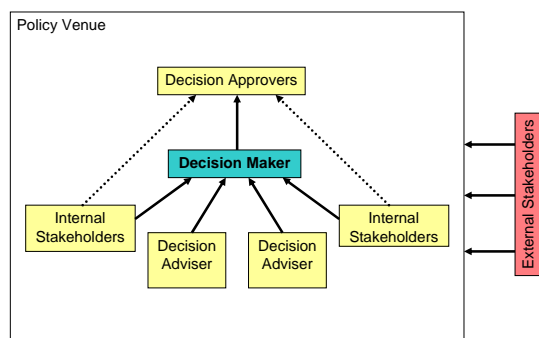 Policy Venue
Decision Approvers
Decision Maker
Internal
Stakeholders
Decision
Adviser
Decision
Adviser
Internal
Stakeholders
External Stakeholders